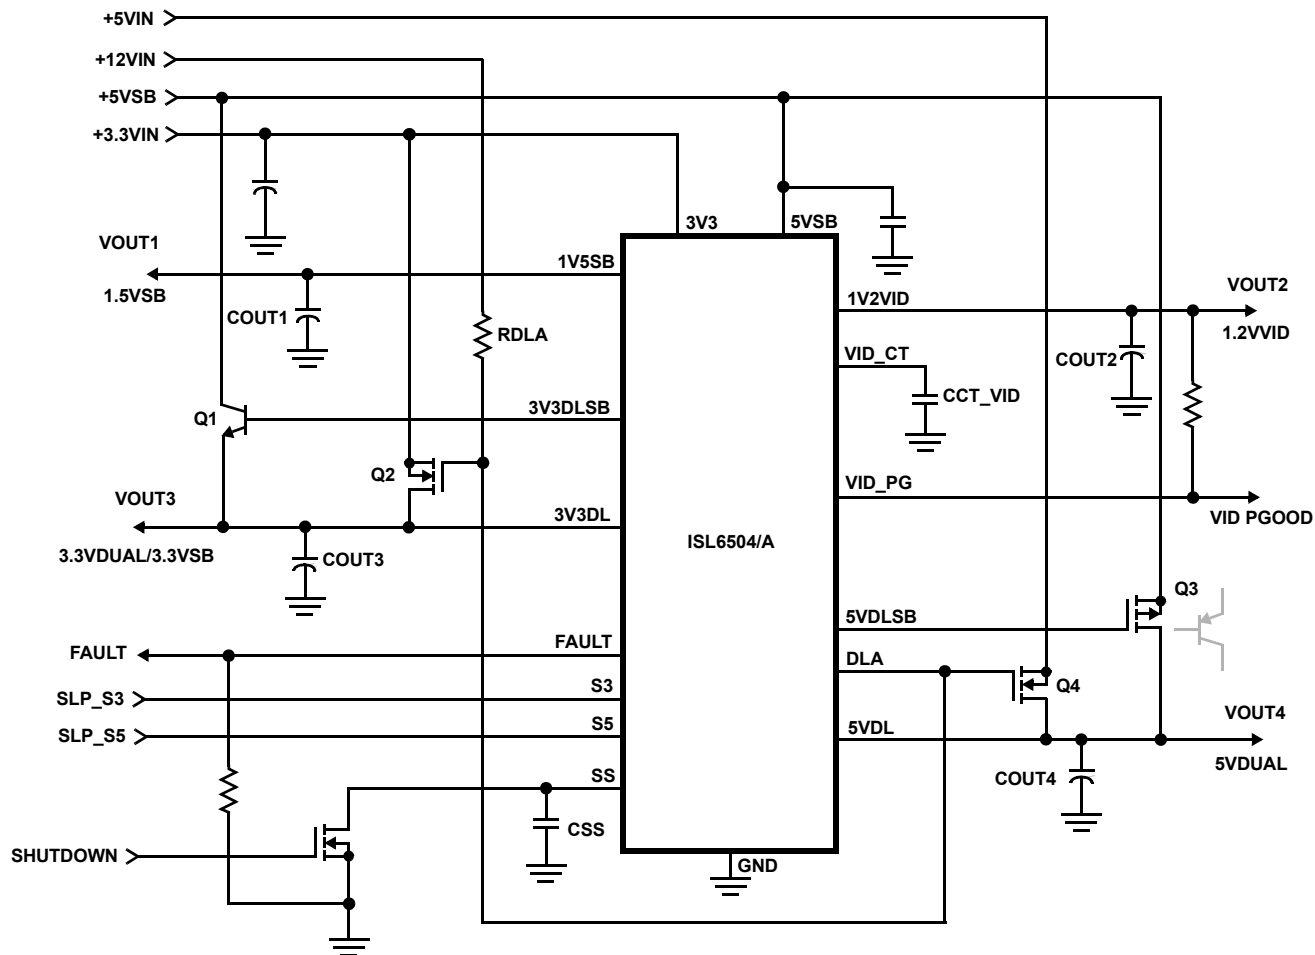 +5VIN
+12VIN
+5VSB
+3.3VIN
3V3
5VSB
VOUT1
1V5SB
1.5VSB
COUT1
RDLA
1V2VID
VOUT2
1.2VVID
VID_CT
COUT2
CCT_VID
Q1
3V3DLSB
Q2
VID_PG
VID PGOOD
VOUT3
3V3DL
3.3VDUAL/3.3VSB
COUT3
ISL6504/A
Q3
5VDLSB
FAULT
FAULT
DLA
SLP_S3
S3
Q4
SLP_S5
S5
5VDL
VOUT4
5VDUAL
COUT4
SS
CSS
SHUTDOWN
GND